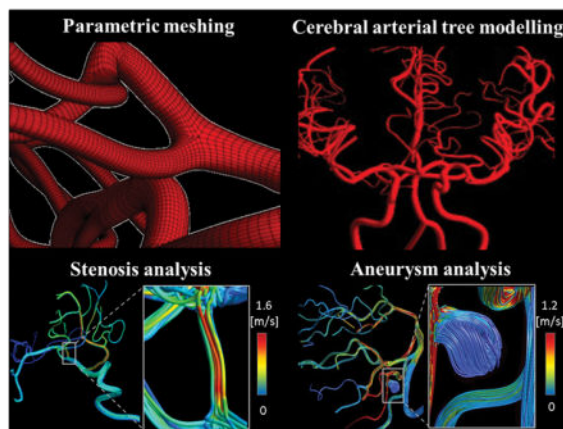 Parametric meshing
Cerebral arterial tree modelling
Stenosis analysis
Aneurysm analysis
1.6
[m/s]
0
1.2
[m/s]
0